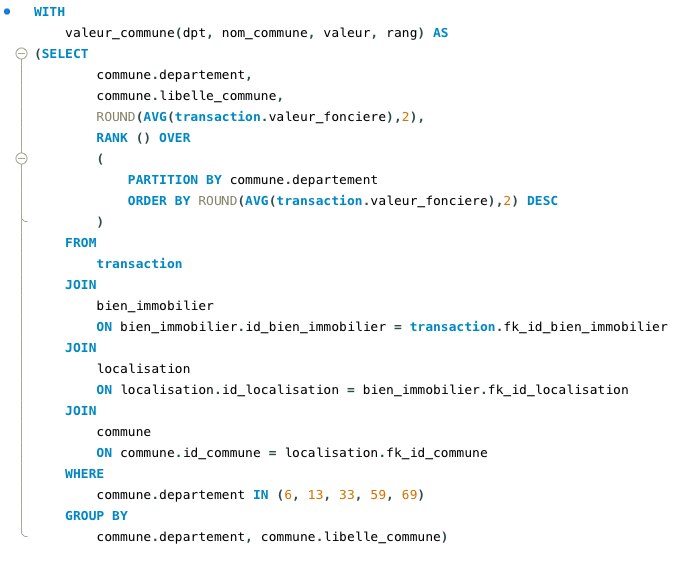 WITH
valeur_commune(dpt, nom_commune, valeur, rang) AS
(SELECT
commune.departement,
commune.libelle_commune,
ROUND(AVG(transaction.valeur_fonciere),2),
RANK () OVER
(
PARTITION BY commune.departement
ORDER BY ROUND(AVG(transaction.valeur_fonciere),2) DESC
)
FROM
transaction
JOIN
bien_immobilier
ON bien_immobilier.id_bien_immobilier = transaction.fk_id_bien_immobilier
JOIN
localisation
ON localisation.id_localisation = bien_immobilier.fk_id_localisation
JOIN
commune
ON commune.id_commune = localisation.fk_id_commune
WHERE
commune.departement IN (6, 13, 33, 59, 69)
GROUP BY
commune.departement, commune.libelle_commune)